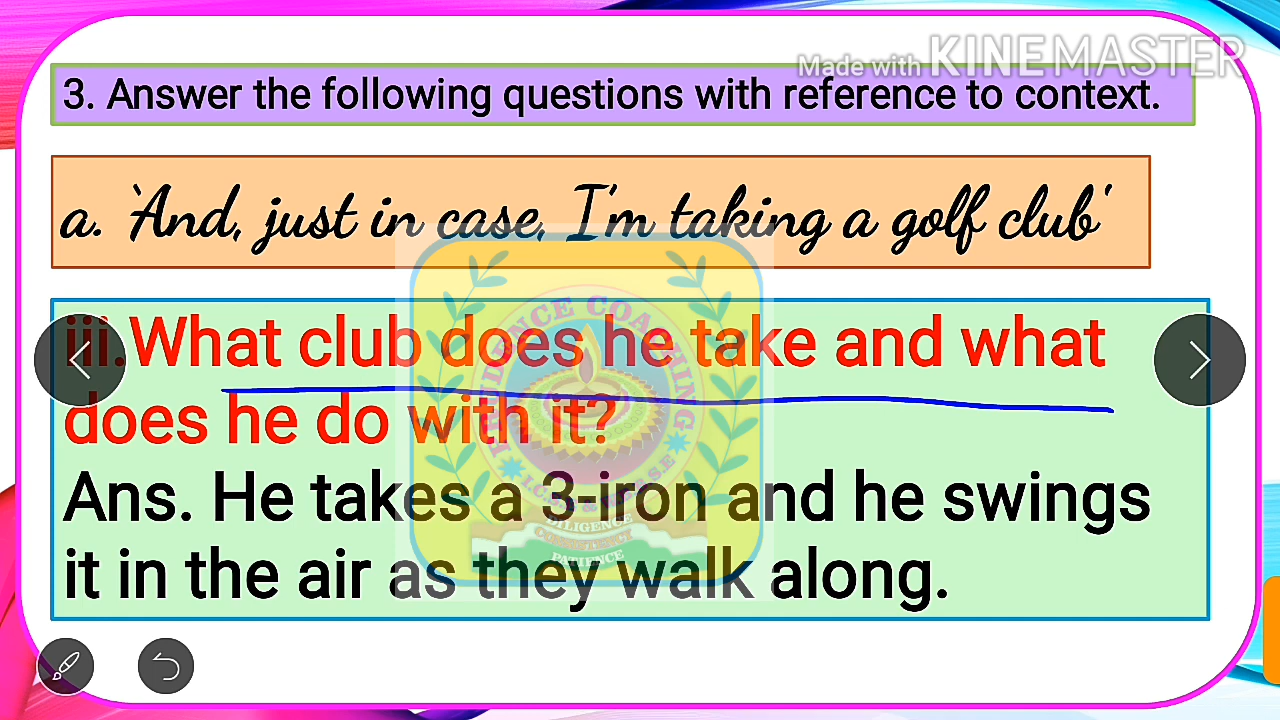 Made with KINEMASTER
3. Answer the following questions with reference to context.
a. 'And, just in case, I'm taking a golf club'
iii.What club does he take and what
does he do with it?
Ans. He takes a 3-iron and he swings
it in the air as they walk along.
DILIGENCE
PATIENCE